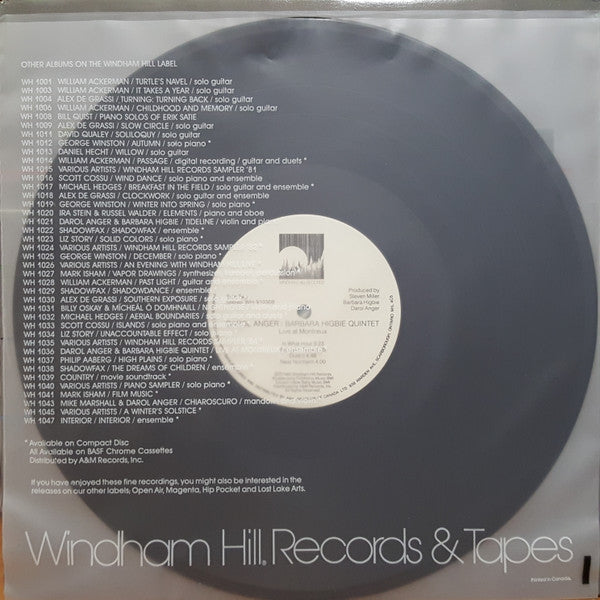 OTHER ALBUMS ON THE WINDHAM HILL LABEL
WH 1001 WILLIAM ACKERMAN / TURTLE'S NAVEL / solo guitar
WH 1003 WILLIAM ACKERMAN / IT TAKES A YEAR / solo guitar
WH 1004 ALEX DE GRASSI / TURNING: TURNING BACK / solo guitar
WH 1006 WILLIAM ACKERMAN / CHILDHOOD AND MEMORY / solo guitar
WH 1008 BILL QUIST / PIANO SOLOS OF ERIK SATIE
WH 1009 ALEX DE GRASSI / SLOW CIRCLE / solo guitar
WH 1011 DAVID QUALEY / SOLILOQUY / solo guitar
WH 1012 GEORGE WINSTON / AUTUMN / solo piano *
WH 1013 DANIEL HECHT / WILLOW / solo guitar
WH 1014 WILLIAM ACKERMAN / PASSAGE / digital recording / guitar and duets *
WH 1015 VARIOUS ARTISTS / WINDHAM HILL RECORDS SAMPLER '81
WH 1016 SCOTT COSSU / WIND DANCE / solo piano and ensemble
WH 1017 MICHAEL HEDGES / BREAKFAST IN THE FIELD / solo guitar and ensemble *
WH 1018 ALEX DE GRASSI / CLOCKWORK / solo guitar and ensemble
WH 1019 GEORGE WINSTON / WINTER INTO SPRING / solo piano *
WH 1020 IRA STEIN & RUSSEL WALDER / ELEMENTS / piano and oboe
WH 1021 DAROL ANGER & BARBARA HIGBIE / TIDELINE / violin and piano
WH 1022 SHADOWFAX / SHADOWFAX / ensemble *
WH 1023 LIZ STORY / SOLID COLORS / solo piano *
WH 1024 VARIOUS ARTISTS / WINDHAM HILL RECORDS SAMPLER '82 *
WH 1025 GEORGE WINSTON / DECEMBER / solo piano *
WH 1026 VARIOUS ARTISTS / AN EVENING WITH WINDHAM HILL LIVE *
WH 1027 MARK ISHAM / VAPOR DRAWINGS / synthesizer, trumpet, percussion *
WH 1028 WILLIAM ACKERMAN / PAST LIGHT / guitar and ensemble *
WH 1029 SHADOWFAX / SHADOWDANCE / ensemble *
WH 1030 ALEX DE GRASSI / SOUTHERN EXPOSURE / solo guitar
WH 1031 BILLY OSKAY & MÍCHEÁL Ó DOMHNAILL / NIGHTNOISE
WH 1032 MICHAEL HEDGES / AERIAL BOUNDARIES / guitar
WH 1033 SCOTT COSSU / ISLANDS / solo piano and ensemble
WH 1034 LIZ STORY / UNACCOUNTABLE EFFECT / solo piano
WH 1035 VARIOUS ARTISTS / WINDHAM HILL RECORDS SAMPLER '84 *
WH 1036 DAROL ANGER & BARBARA HIGBIE QUINTET / LIVE AT MONTREUX
WH 1037 PHILIP AABERG / HIGH PLAINS / solo piano *
WH 1038 SHADOWFAX / THE DREAMS OF CHILDREN / ensemble *
WH 1039 COUNTRY / movie soundtrack *
WH 1040 VARIOUS ARTISTS / PIANO SAMPLER / solo piano *
WH 1041 MARK ISHAM / FILM MUSIC *
WH 1043 MIKE MARSHALL & DAROL ANGER / CHIAROSCURO /
WH 1045 VARIOUS ARTISTS / A WINTER'S SOLSTICE *
WH 1047 INTERIOR / INTERIOR / ensemble *
* Available on Compact Disc
All Available on BASF Chrome Cassettes
Distributed by A&M Records, Inc.
If you have enjoyed these fine recordings, you might also be interested in the
releases on our other labels, Open Air, Magenta, Hip Pocket and Lost Lake Arts.
Produced by
Steven Miller
Barbara Higbie
Darol Anger
ANGER / BARBARA HIGBIE QUINTET
Live at Montreux
Windham Hill Records & Tapes
Printed in Canada.